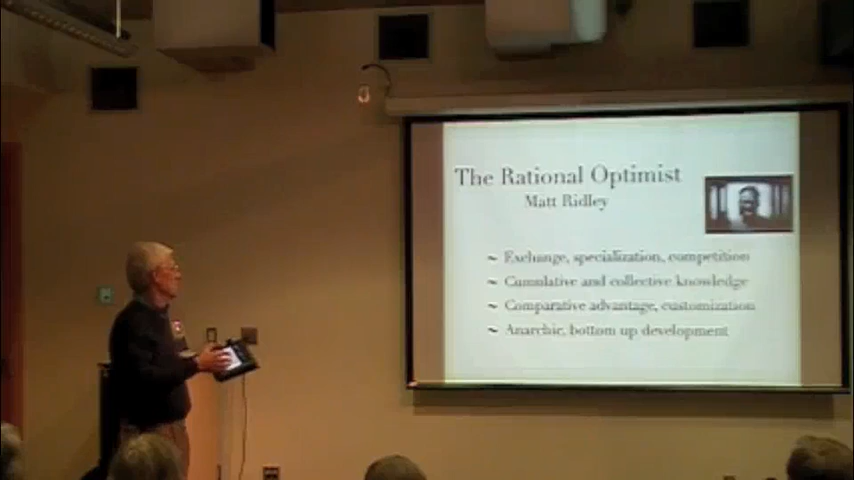 The Rational Optimist
Matt Ridley
~ Exchange, specialization, competition
~ Cumulative and collective knowledge
~ Comparative advantage, customization
~ Anarchic, bottom up development